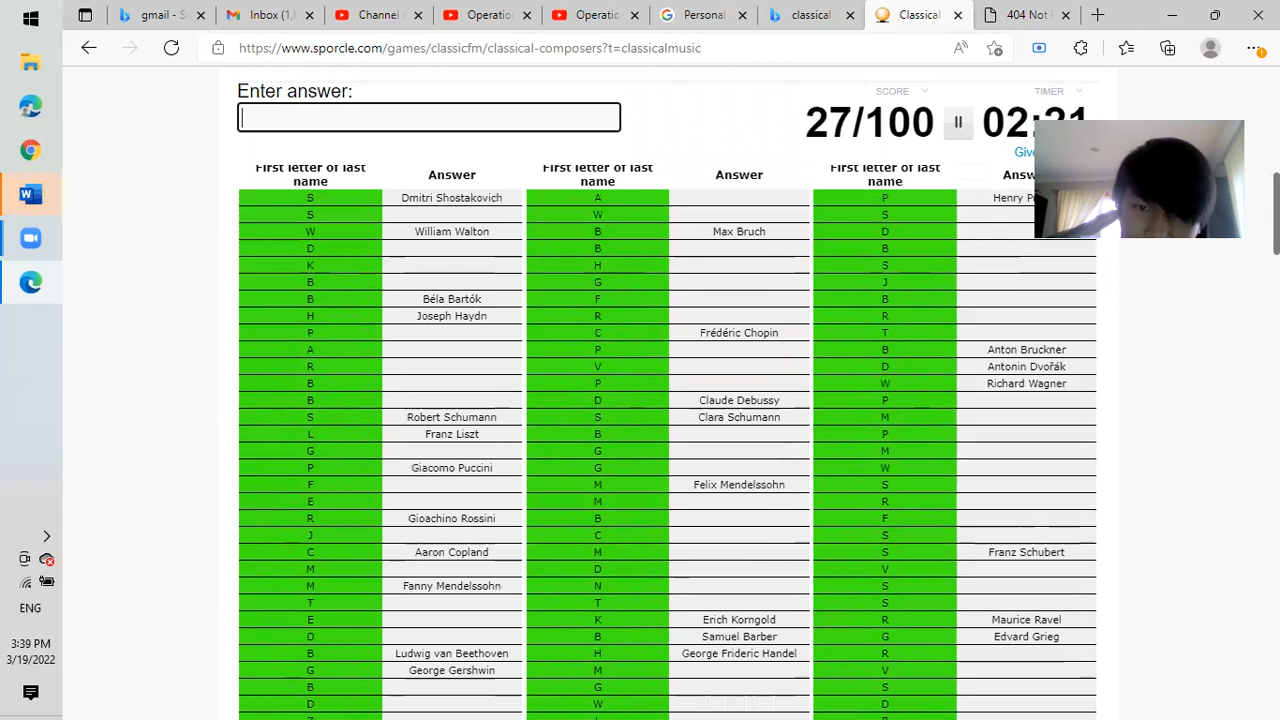 gmail - S
Inbox (1,
Channel c
Operation
Operatio
Personal
classical
Classical
404 Not
https://www.sporcle.com/games/classicfm/classical-composers?t=classicalmusic
Enter answer:
SCORE
TIMER
27/100
02:21
Give
First letter of last name Answer First letter of last name Answer First letter of last name Answ
S Dmitri Shostakovich A P Henry P
S W S
W William Walton B Max Bruch D
D B B
K H S
B G J
B Béla Bartók F B
H Joseph Haydn R R
P C Frédéric Chopin T
A P B Anton Bruckner
R V D Antonin Dvořák
B P W Richard Wagner
B D Claude Debussy P
S Robert Schumann S Clara Schumann M
L Franz Liszt B P
G G M
P Giacomo Puccini G W
F M Felix Mendelssohn S
E M R
R Gioachino Rossini B F
J C S
C Aaron Copland M S Franz Schubert
M D V
M Fanny Mendelssohn N S
T T S
E K Erich Korngold R Maurice Ravel
O B Samuel Barber G Edvard Grieg
B Ludwig van Beethoven H George Frideric Handel R
G George Gershwin M V
B G S
D W D
ENG
3:39 PM
3/19/2022